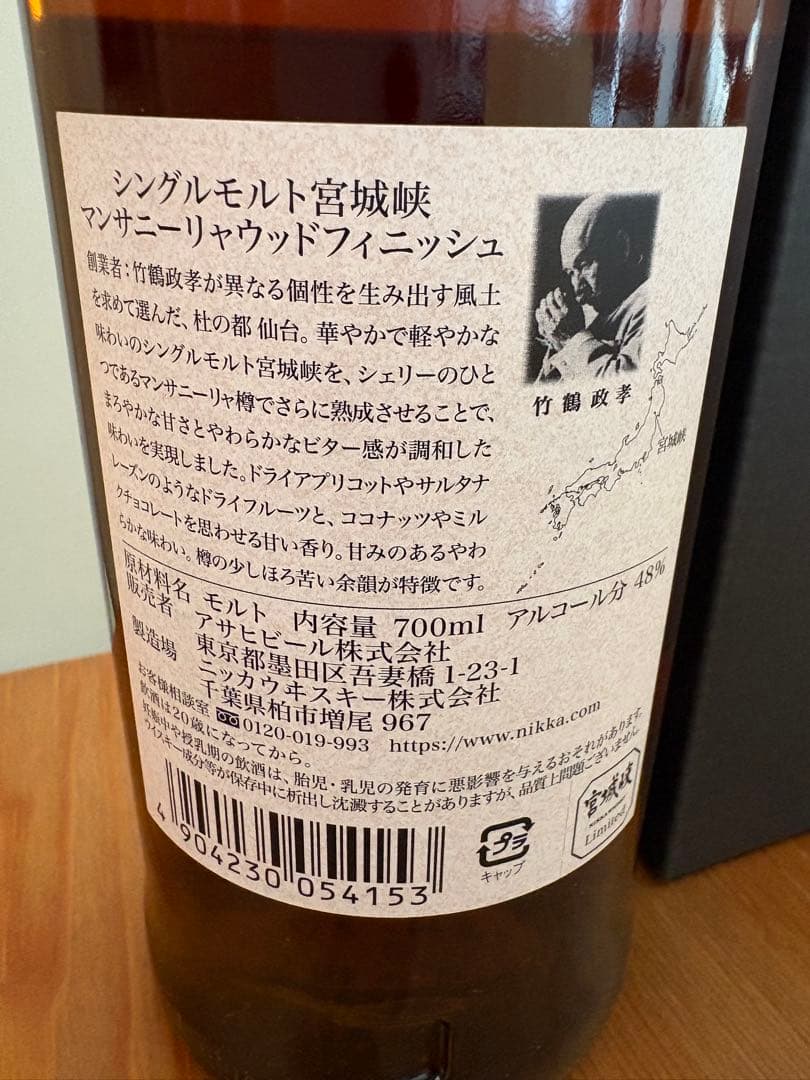 シングルモルト宮城峡
マンサニーリャウッドフィニッシュ
創業者:竹鶴政孝が異なる個性を生み出す風土
を求めて選んだ、杜の都 仙台。華やかで軽やかな
味わいのシングルモルト宮城峡を、シェリーのひと
つであるマンサニーリャ樽でさらに熟成させることで、
まろやかな甘さとやわらかなビター感が調和した
味わいを実現しました。ドライアプリコットやサルタナ
レーズンのようなドライフルーツと、ココナッツやミル
クチョコレートを思わせる甘い香り。甘みのあるやわ
らかな味わい。樽の少しほろ苦い余韻が特徴です。
竹鶴政孝
宮城峡
原材料名 モルト 内容量 700ml アルコール分 48%
販売者 アサヒビール株式会社
東京都墨田区吾妻橋1-23-1
製造場 ニッカウヰスキー株式会社
千葉県柏市増尾967
お客様相談室 0120-019-993 https://www.nikka.com
飲酒は20歳になってから。
妊娠中や授乳期の飲酒は、胎児・乳児の発育に悪影響を与えるおそれがあります。
ウイスキー成分等が保存中に析出し沈澱することがありますが、品質上問題ございません。
4 904230 054153
プラ
キャップ
宮城峡
Limited